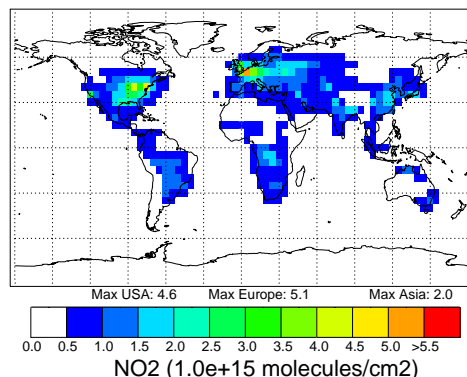 Max USA: 4.6 Max Europe: 5.1 Max Asia: 2.0
0.0 0.5 1.0 1.5 2.0 2.5 3.0 3.5 4.0 4.5 5.0 >5.5
NO2 (1.0e+15 molecules/cm2)